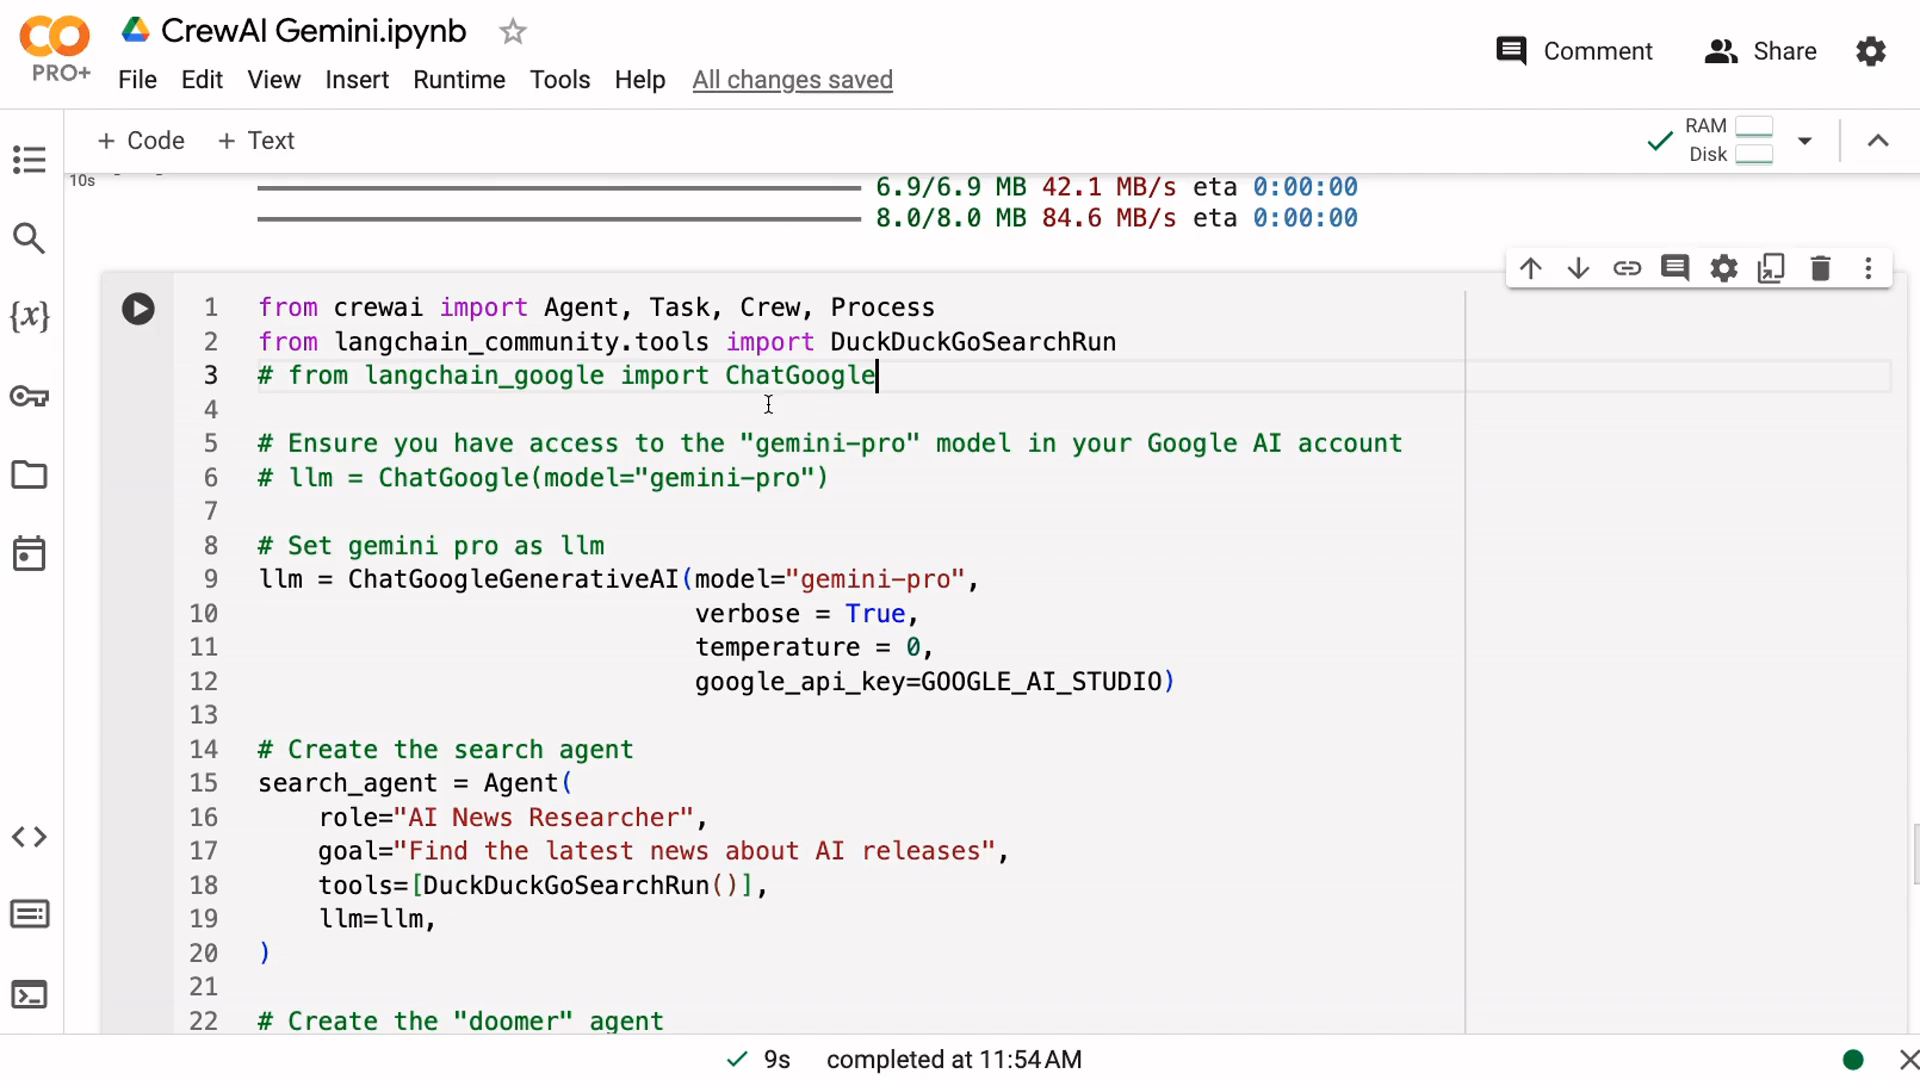 CrewAI Gemini.ipynb
PRO+
File Edit View Insert Runtime Tools Help All changes saved
Comment Share
+ Code + Text
RAM
Disk
10s
6.9/6.9 MB 42.1 MB/s eta 0:00:00
8.0/8.0 MB 84.6 MB/s eta 0:00:00
1 from crewai import Agent, Task, Crew, Process
2 from langchain_community.tools import DuckDuckGoSearchRun
3 # from langchain_google import ChatGoogle
4
5 # Ensure you have access to the "gemini-pro" model in your Google AI account
6 # llm = ChatGoogle(model="gemini-pro")
7
8 # Set gemini pro as llm
9 llm = ChatGoogleGenerativeAI(model="gemini-pro",
10 verbose = True,
11 temperature = 0,
12 google_api_key=GOOGLE_AI_STUDIO)
13
14 # Create the search agent
15 search_agent = Agent(
16 role="AI News Researcher",
17 goal="Find the latest news about AI releases",
18 tools=[DuckDuckGoSearchRun()],
19 llm=llm,
20 )
21
22 # Create the "doomer" agent
9s completed at 11:54 AM